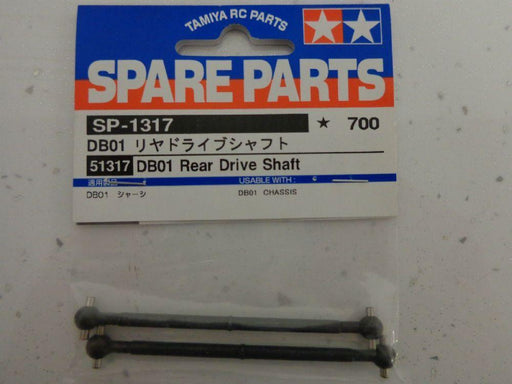 TAMIYA RC PARTS
SPARE PARTS
SP-1317 ★ 700
DB01 リヤドライブシャフト
51317 DB01 Rear Drive Shaft
適用製品 USABLE WITH :
DB01 シャーシ DB01 CHASSIS